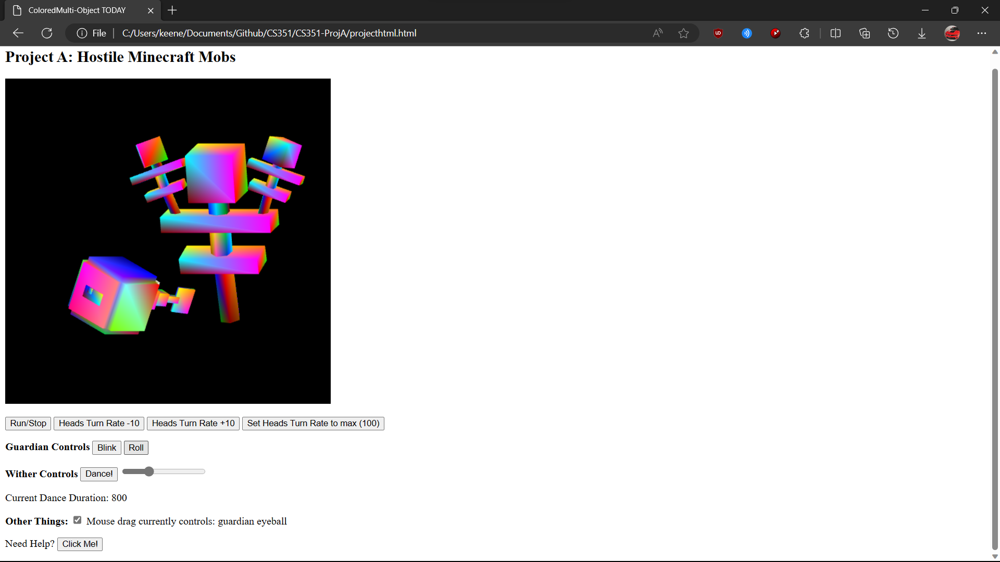 ColoredMulti-Object TODAY
File C:/Users/keene/Documents/Github/CS351/CS351-ProjA/projecthtml.html
Project A: Hostile Minecraft Mobs
Run/Stop Heads Turn Rate -10 Heads Turn Rate +10 Set Heads Turn Rate to max (100)
Guardian Controls Blink Roll
Wither Controls Dance!
Current Dance Duration: 800
Other Things: Mouse drag currently controls: guardian eyeball
Need Help? Click Me!